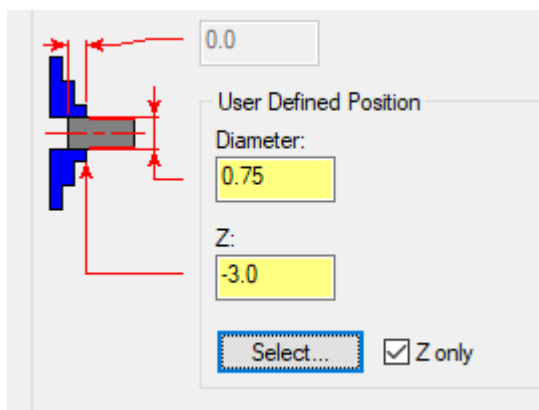 0.0
User Defined Position
Diameter:
0.75
Z:
-3.0
Select... Z only